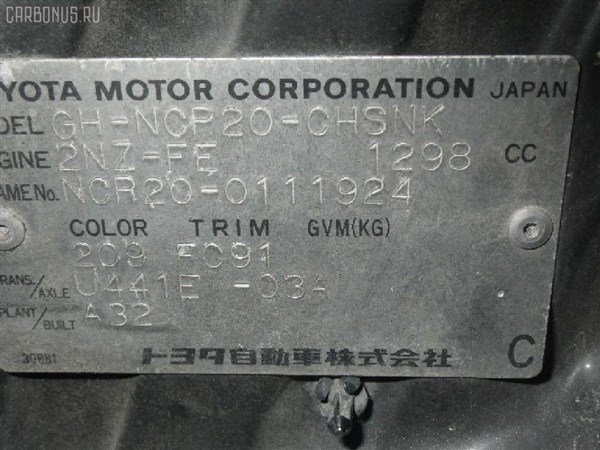 CARBONUS.RU
YOTA MOTOR CORPORATION JAPAN
DEL GH-NCP20-CHSNK
GINE 2NZ-FE 1298 CC
AME No. NCP20-0111924
COLOR TRIM GVM(KG)
209 FC91
RANS./AXLE U441E -03A
PLANT/BUILT A32
トヨタ自動車株式会社 C